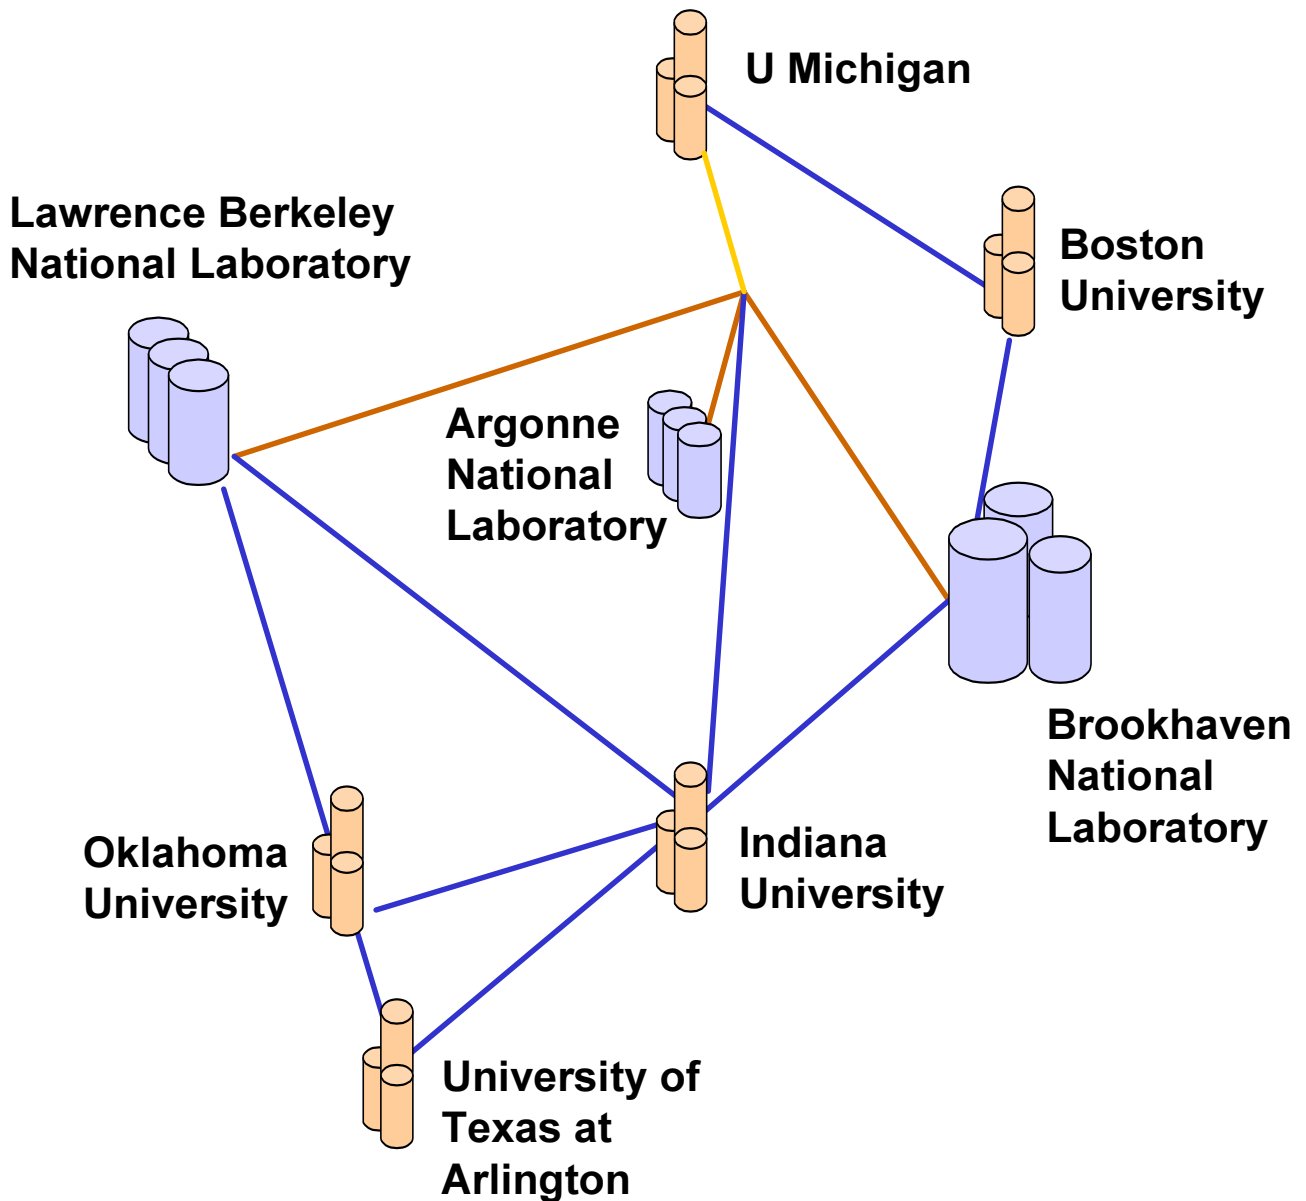 U Michigan
Lawrence Berkeley
National Laboratory
Boston
University
Argonne
National
Laboratory
Brookhaven
National
Laboratory
Oklahoma
University
Indiana
University
University of
Texas at
Arlington